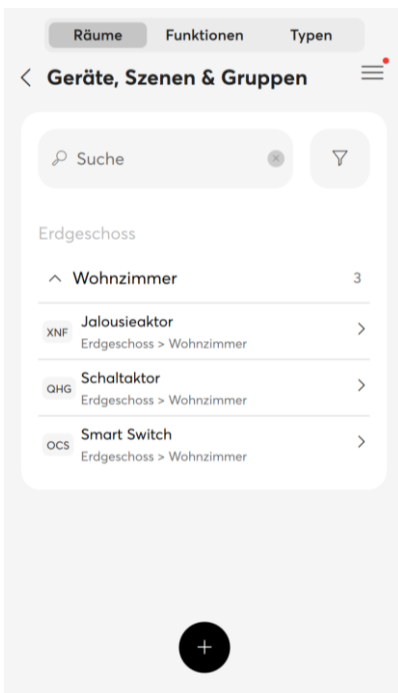 Räume Funktionen Typen
Geräte, Szenen & Gruppen
Suche
Erdgeschoss
Wohnzimmer 3
XNF Jalousieaktor
Erdgeschoss > Wohnzimmer
QHG Schaltaktor
Erdgeschoss > Wohnzimmer
OCS Smart Switch
Erdgeschoss > Wohnzimmer